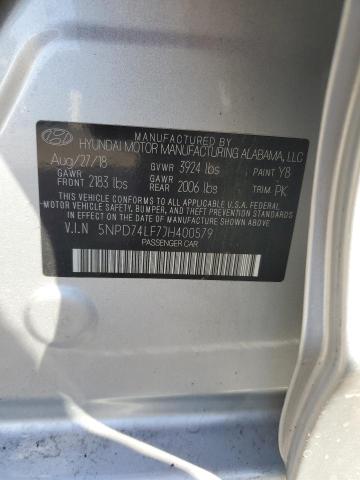 MANUFACTURED BY
HYUNDAI MOTOR MANUFACTURING ALABAMA, LLC
Aug/27/18 GVWR 3924 lbs PAINT Y8
GAWR FRONT 2183 lbs GAWR REAR 2006 lbs TRIM PK
THIS VEHICLE CONFORMS TO ALL APPLICABLE U.S.A. FEDERAL
MOTOR VEHICLE SAFETY, BUMPER, AND THEFT PREVENTION STANDARDS
IN EFFECT ON THE DATE OF MANUFACTURE SHOWN ABOVE.
V.I.N 5NPD74LF7JH400579
PASSENGER CAR